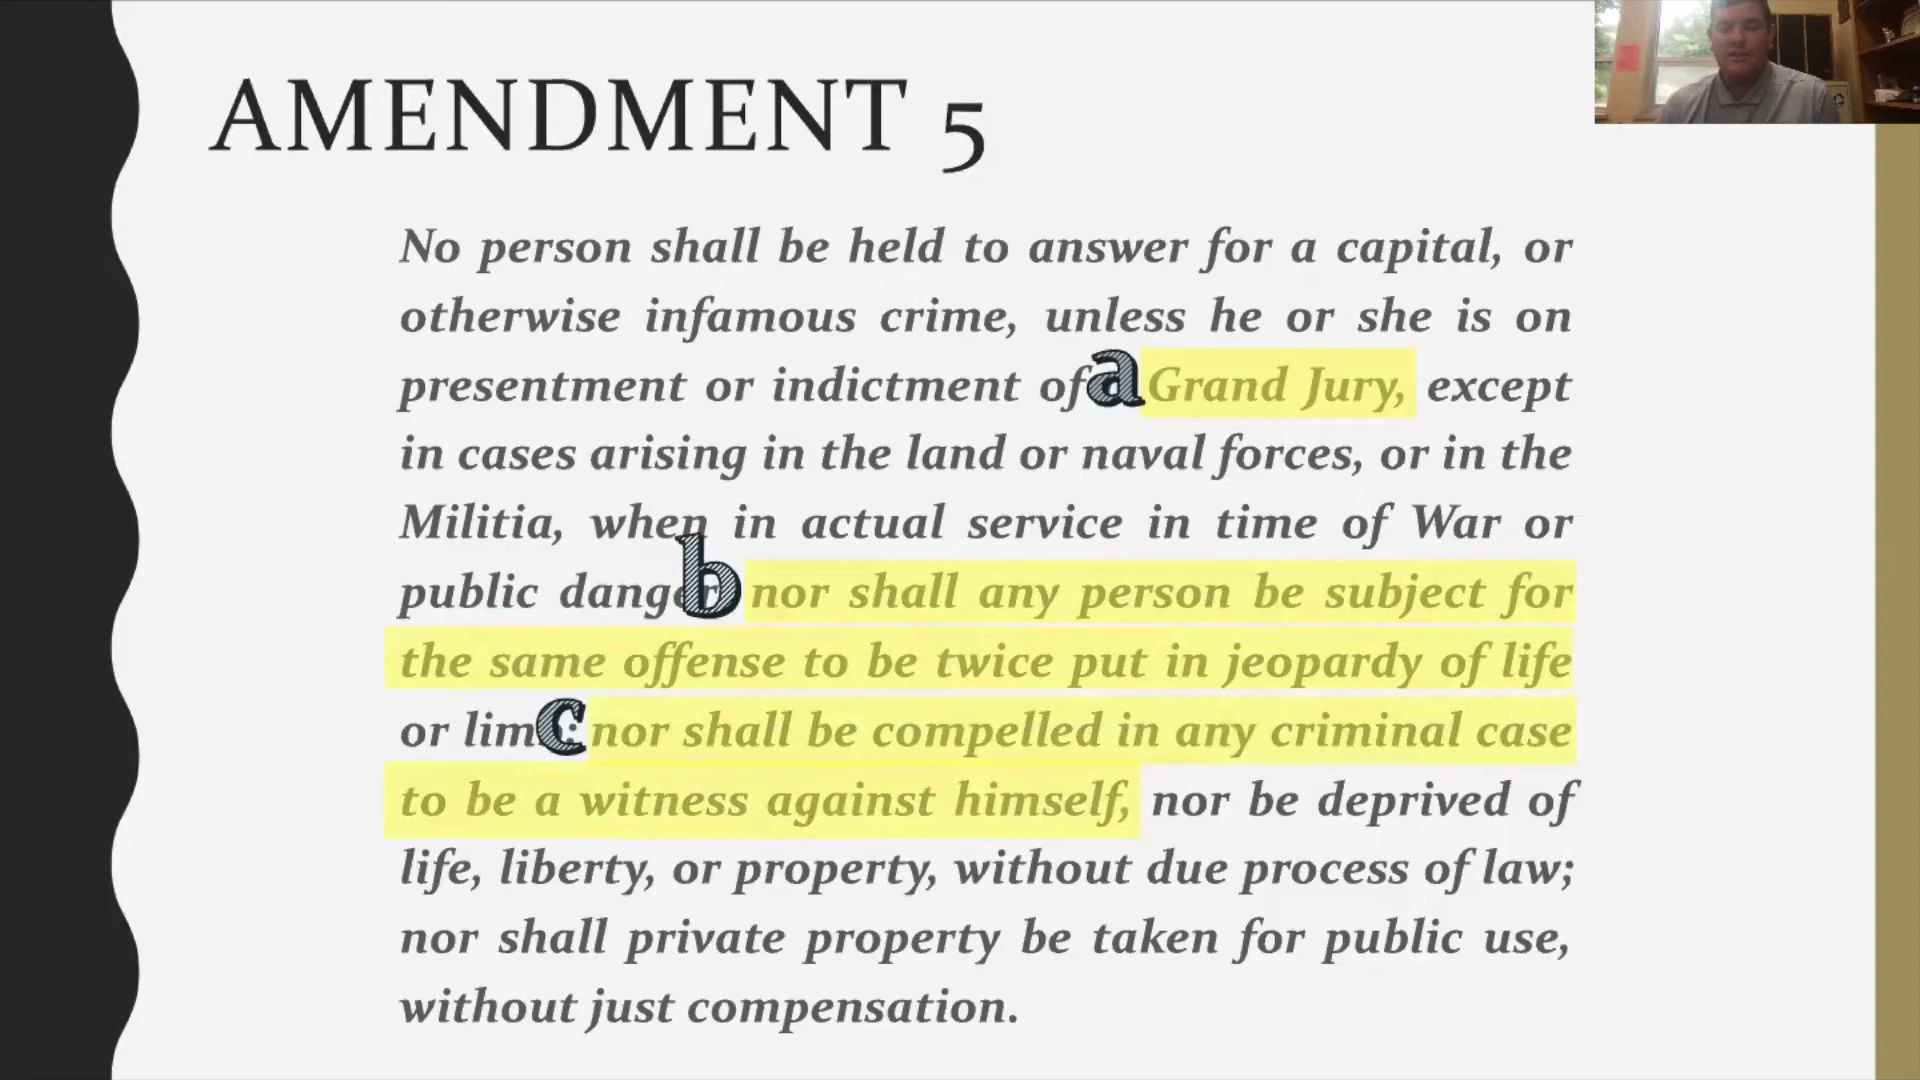 AMENDMENT 5
No person shall be held to answer for a capital, or
otherwise infamous crime, unless he or she is on
presentment or indictment of a Grand Jury, except
in cases arising in the land or naval forces, or in the
Militia, when in actual service in time of War or
public danger b nor shall any person be subject for
the same offense to be twice put in jeopardy of life
or limb: c nor shall be compelled in any criminal case
to be a witness against himself, nor be deprived of
life, liberty, or property, without due process of law;
nor shall private property be taken for public use,
without just compensation.